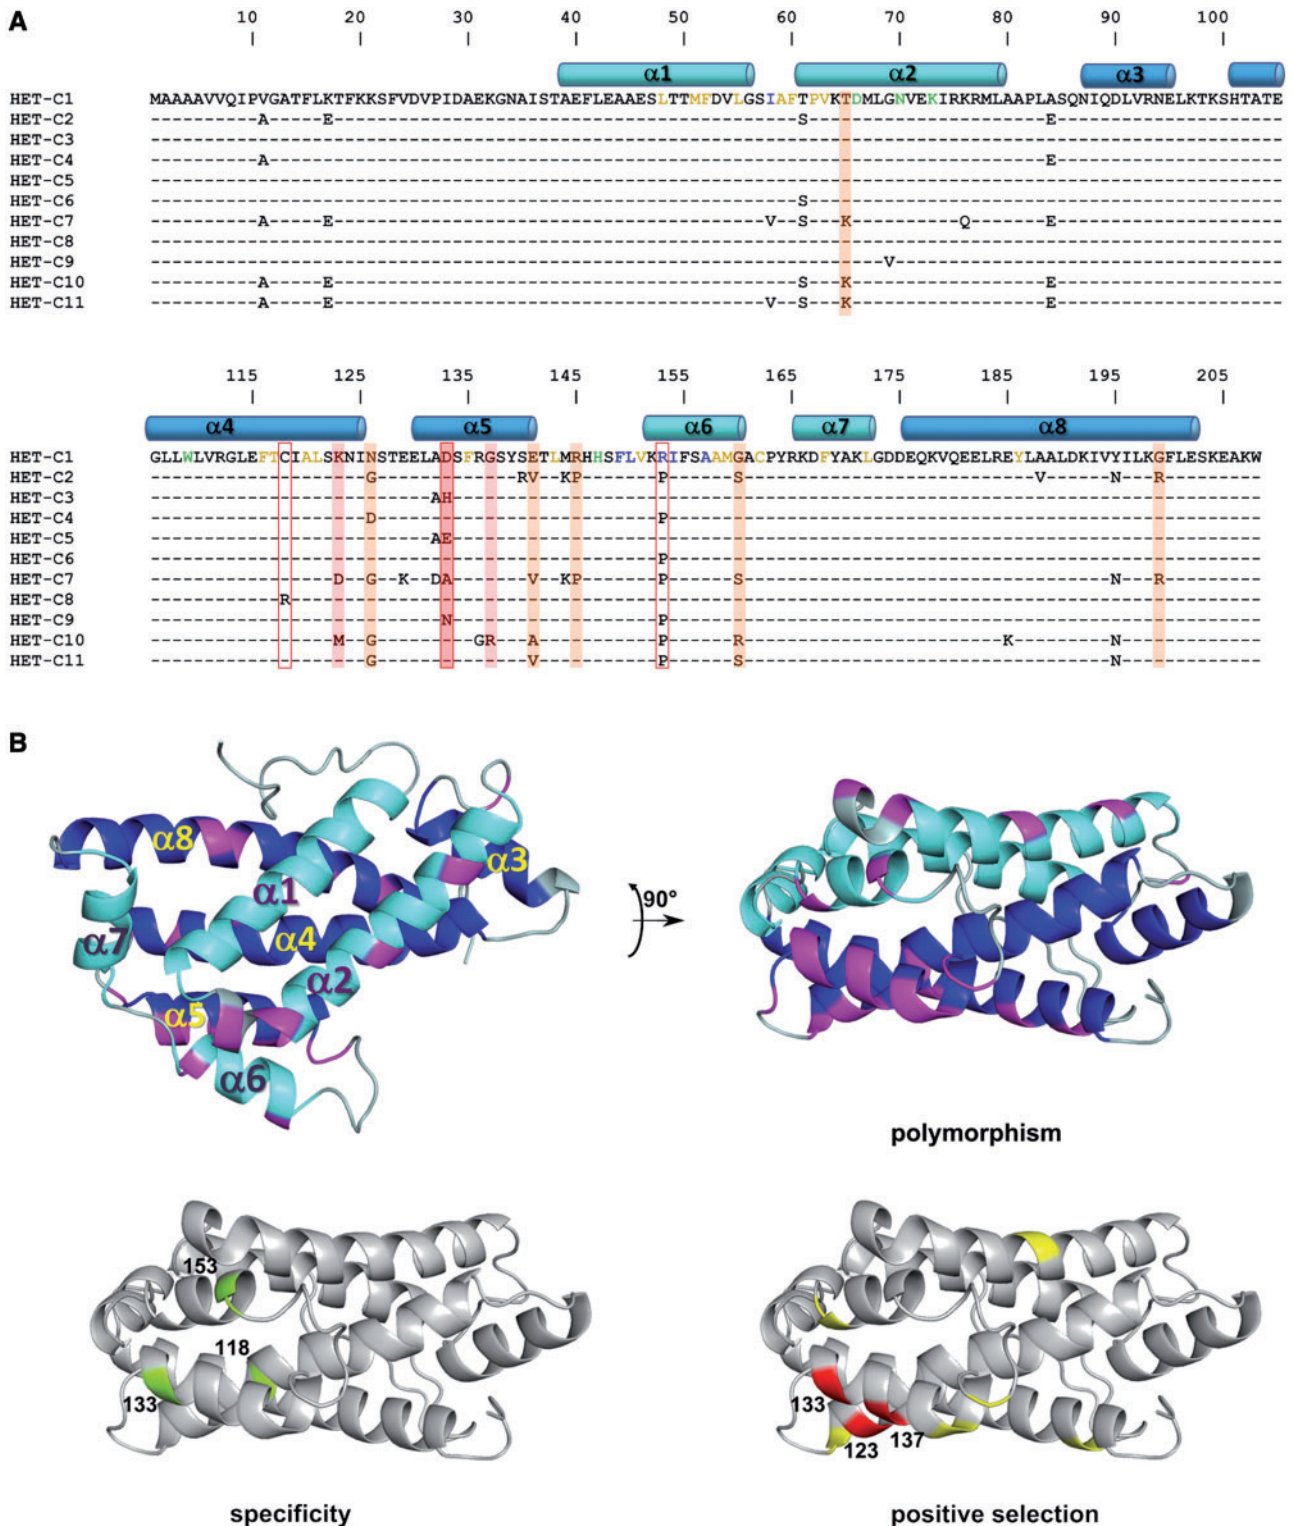 A
10 20 30 40 50 60 70 80 90 100
α1 α2 α3
HET-C1 MAAAAVVQIPVGATFLKTFKKSFVDVPIDAEKGNAISTAEFLEAAESLTTMFDVLGSIAFTPVKTDMLGNVEKIRKRMLAAPLASQNIQDLVRNELKTKSHTATE
HET-C2 ----------A-----E-------------------------------------------S----------------------E---------------------
HET-C3 ---------------------------------------------------------------------------------------------------------
HET-C4 ----------A------------------------------------------------------------------------E---------------------
HET-C5 ---------------------------------------------------------------------------------------------------------
HET-C6 ------------------------------------------------------------S--------------------------------------------
HET-C7 ----------A-----E----------------------------------------V--S---K----------Q-------E---------------------
HET-C8 ---------------------------------------------------------------------------------------------------------
HET-C9 --------------------------------------------------------------------V------------------------------------
HET-C10 ----------A-----E-------------------------------------------S---K------------------E---------------------
HET-C11 ----------A-----E----------------------------------------V--S---K------------------E---------------------
115 125 135 145 155 165 175 185 195 205
α4 α5 α6 α7 α8
HET-C1 GLLWLVRGLEFTCIALSKNINSTEELADSFRGSYSETLMRHHSFLVKRIFSAAMGACPYRKDFYAKLGDDEQKVQEELREYLAALDKIVYILKGFLESKEAKW
HET-C2 --------------------G-------------RV--KP-------P------S---------------------------V------N---R---------
HET-C3 --------------------------AH---------------------------------------------------------------------------
HET-C4 --------------------D--------------------------P-------------------------------------------------------
HET-C5 --------------------------AE---------------------------------------------------------------------------
HET-C6 -----------------------------------------------P-------------------------------------------------------
HET-C7 -----------------D--G--K--DA-------V--KP-------P------S----------------------------------N---R---------
HET-C8 ------------R------------------------------------------------------------------------------------------
HET-C9 ---------------------------N-------------------P-------------------------------------------------------
HET-C10 -----------------M--G---------GR---A-----------P------R------------------------K---------N-------------
HET-C11 --------------------G--------------V-----------P------S----------------------------------N-------------
B
α8 α1 α3 α7 α4 α2 α5 α6
90°
polymorphism
153
118
133
specificity
133
137
123
positive selection